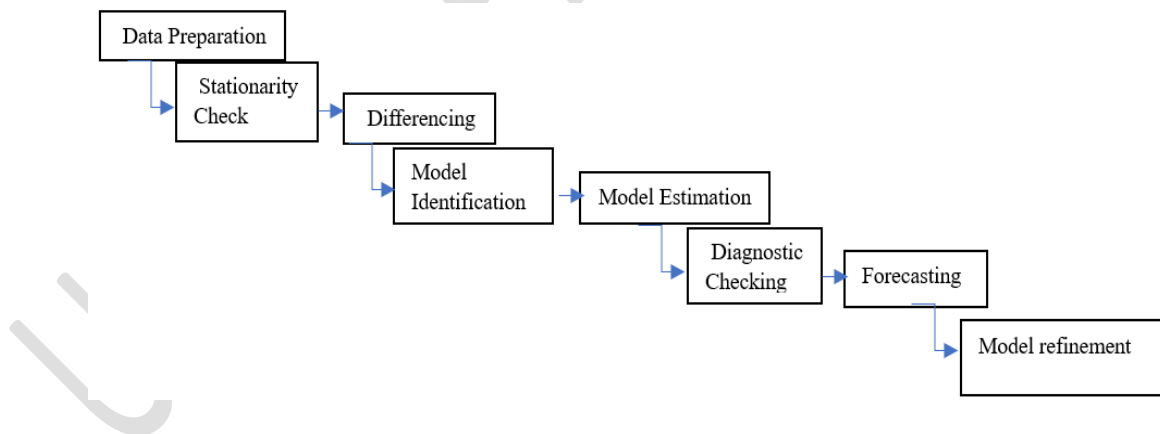 Data Preparation
Stationarity
Check
Differencing
Model
Identification
Model Estimation
Diagnostic
Checking
Forecasting
Model refinement